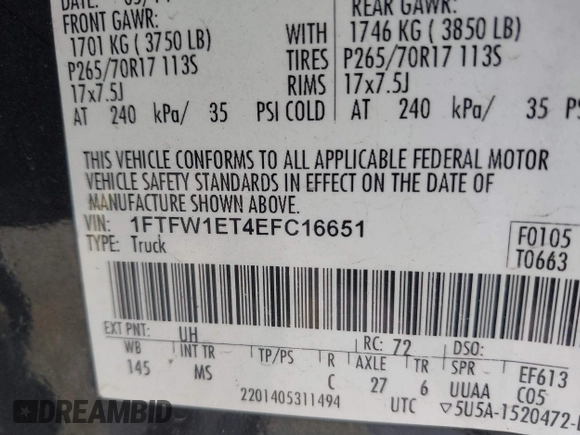 FRONT GAWR:
1701 KG ( 3750 LB)
P265/70R17 113S
17x7.5J
AT 240 kPa/ 35 PSI COLD
WITH
TIRES
RIMS
REAR GAWR:
1746 KG ( 3850 LB)
P265/70R17 113S
17x7.5J
AT 240 kPa/ 35
THIS VEHICLE CONFORMS TO ALL APPLICABLE FEDERAL MOTOR
VEHICLE SAFETY STANDARDS IN EFFECT ON THE DATE OF
MANUFACTURE SHOWN ABOVE.
VIN: 1FTFW1ET4EFC16651
TYPE: Truck
F0105
T0663
EXT PNT: UH
RC: 72
DSO:
WB
INT TR
TP/PS
R
AXLE
TR
SPR
EF613
145
MS
C
27
6
UUAA
C05
2201405311494
UTC
▽5U5A-1520472-
AutoHelperBot.com